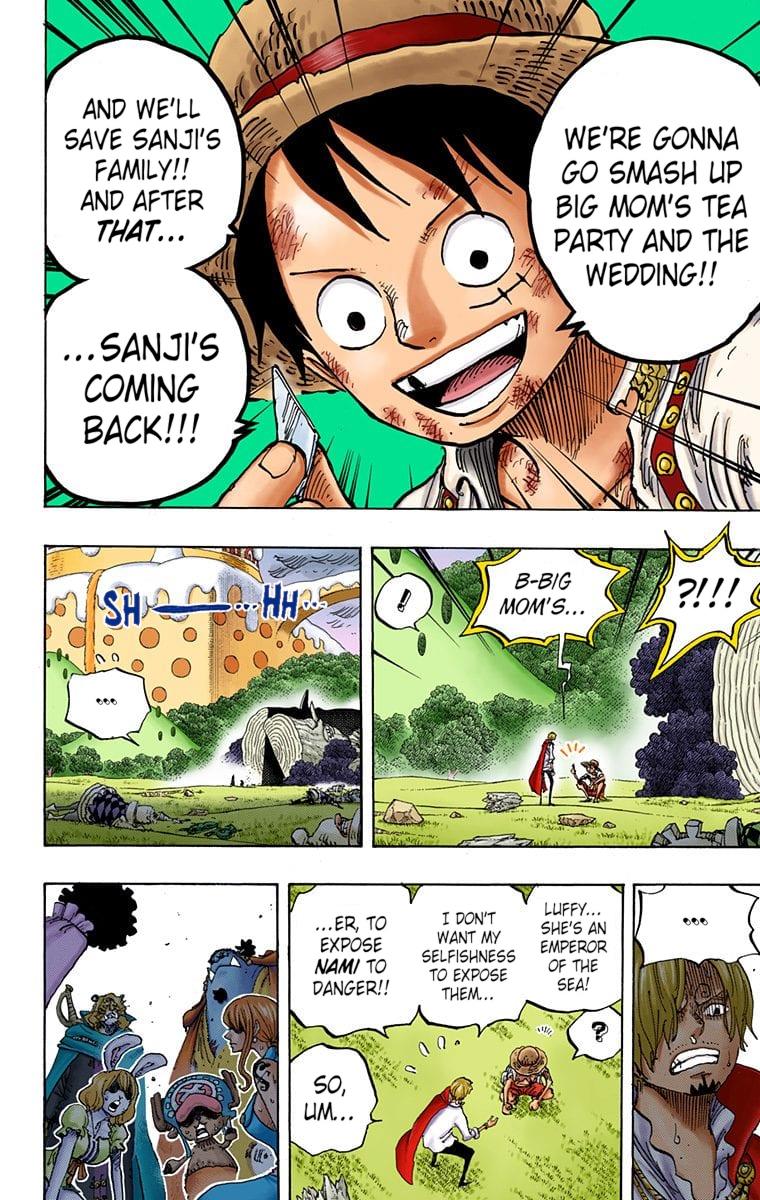 WE'RE GONNA
GO SMASH UP
BIG MOM'S TEA
PARTY AND THE
WEDDING!!
AND WE'LL
SAVE SANJI'S
FAMILY!!
AND AFTER
THAT...
...SANJI'S
COMING
BACK!!!
?!!!
B-BIG
MOM'S...
!
SH ——— ... HH ...
...
...
LUFFY...
SHE'S AN
EMPEROR
OF THE
SEA!
?
I DON'T
WANT MY
SELFISHNESS
TO EXPOSE
THEM...
...ER, TO
EXPOSE
NAMI TO
DANGER!!
SO,
UM...